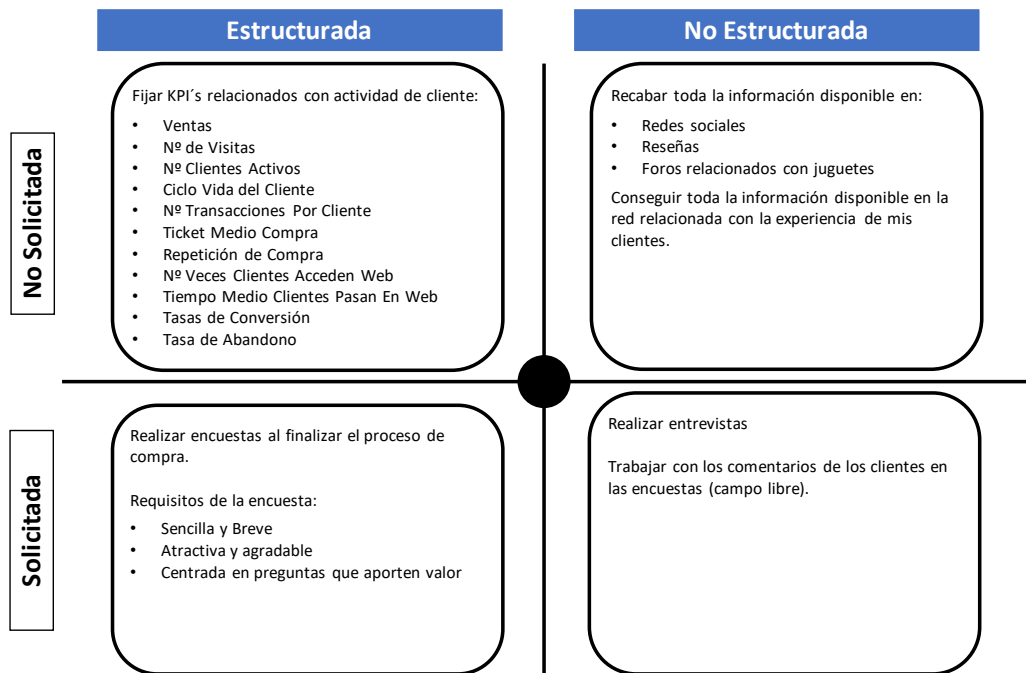 Estructurada
No Estructurada
No Solicitada
Fijar KPI´s relacionados con actividad de cliente:
• Ventas
• Nº de Visitas
• Nº Clientes Activos
• Ciclo Vida del Cliente
• Nº Transacciones Por Cliente
• Ticket Medio Compra
• Repetición de Compra
• Nº Veces Clientes Acceden Web
• Tiempo Medio Clientes Pasan En Web
• Tasas de Conversión
• Tasa de Abandono
Recabar toda la información disponible en:
• Redes sociales
• Reseñas
• Foros relacionados con juguetes
Conseguir toda la información disponible en la
red relacionada con la experiencia de mis
clientes.
Solicitada
Realizar encuestas al finalizar el proceso de
compra.
Requisitos de la encuesta:
• Sencilla y Breve
• Atractiva y agradable
• Centrada en preguntas que aporten valor
Realizar entrevistas
Trabajar con los comentarios de los clientes en
las encuestas (campo libre).